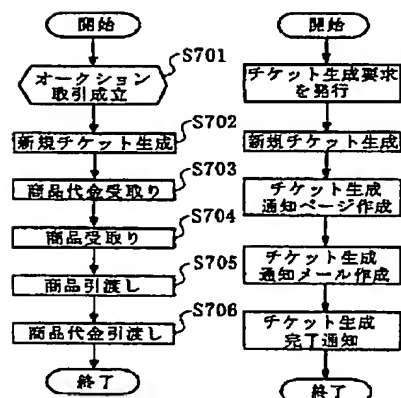 開始
S701
オークション
取引成立
S702
新規チケット生成
S703
商品代金受取り
S704
商品受取り
S705
商品引渡し
S706
商品代金引渡し
終了
開始
チケット生成要求
を発行
新規チケット生成
チケット生成
通知ページ作成
チケット生成
通知メール作成
チケット生成
完了通知
終了